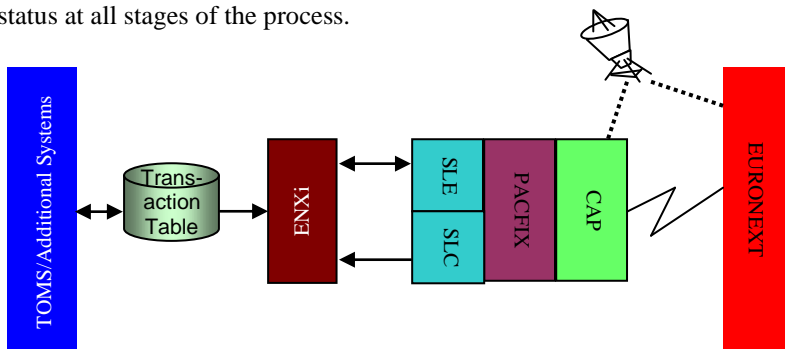 status at all stages of the process.
TOMS/Additional Systems
Trans-
action
Table
ENXi
SLE
SLC
PACFIX
CAP
EURONEXT